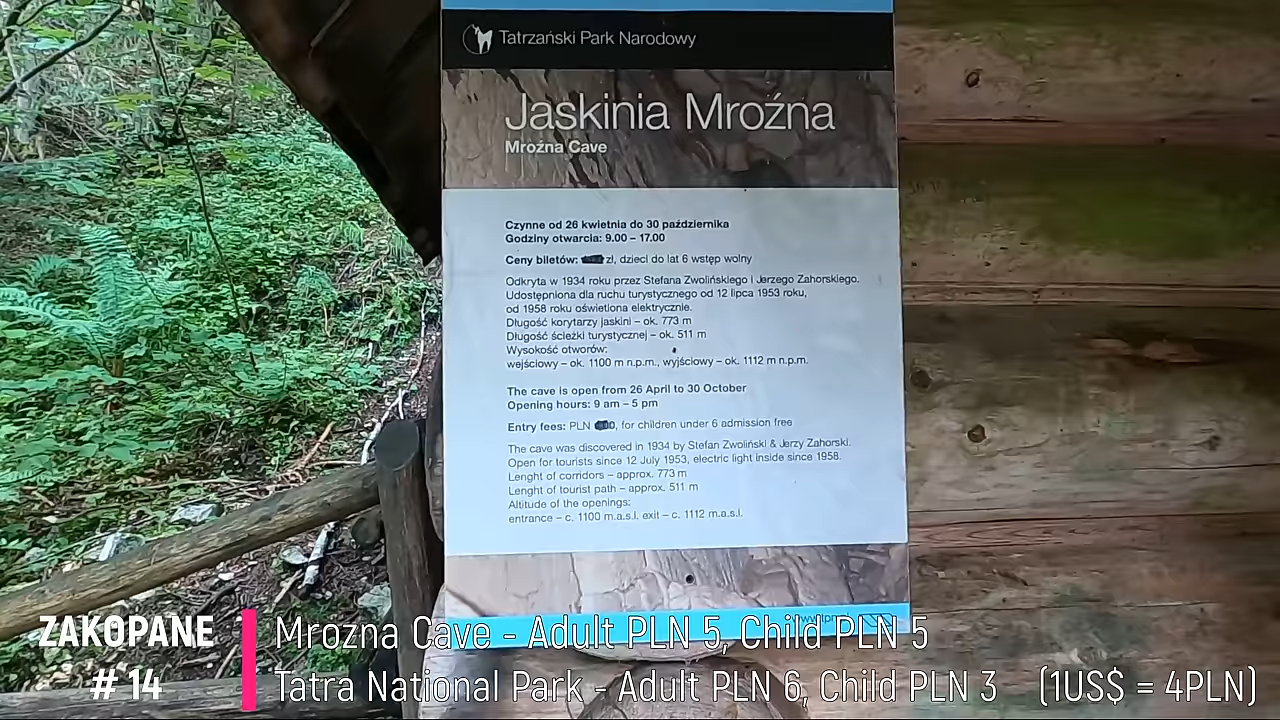 Tatrzański Park Narodowy
Jaskinia Mroźna
Mroźna Cave
Czynne od 26 kwietnia do 30 października
Godziny otwarcia: 9.00 – 17.00
Ceny biletów: zł, dzieci do lat 6 wstęp wolny
Odkryta w 1934 roku przez Stefana Zwolińskiego i Jerzego Zahorskiego.
Udostępniona dla ruchu turystycznego od 12 lipca 1953 roku,
od 1958 roku oświetlona elektrycznie.
Długość korytarzy jaskini – ok. 773 m
Długość ścieżki turystycznej – ok. 511 m
Wysokość otworów:
wejściowy – ok. 1100 m n.p.m., wyjściowy – ok. 1112 m n.p.m.
The cave is open from 26 April to 30 October
Opening hours: 9 am – 5 pm
Entry fees: PLN , for children under 6 admission free
The cave was discovered in 1934 by Stefan Zwoliński & Jerzy Zahorski.
Open for tourists since 12 July 1953, electric light inside since 1958.
Lenght of corridors – approx. 773 m
Lenght of tourist path – approx. 511 m
Altitude of the openings:
entrance – c. 1100 m.a.s.l. exit – c. 1112 m.a.s.l.
ZAKOPANE
# 14
Mrozna Cave - Adult PLN 5, Child PLN 5
Tatra National Park - Adult PLN 6, Child PLN 3 (1US$ = 4PLN)